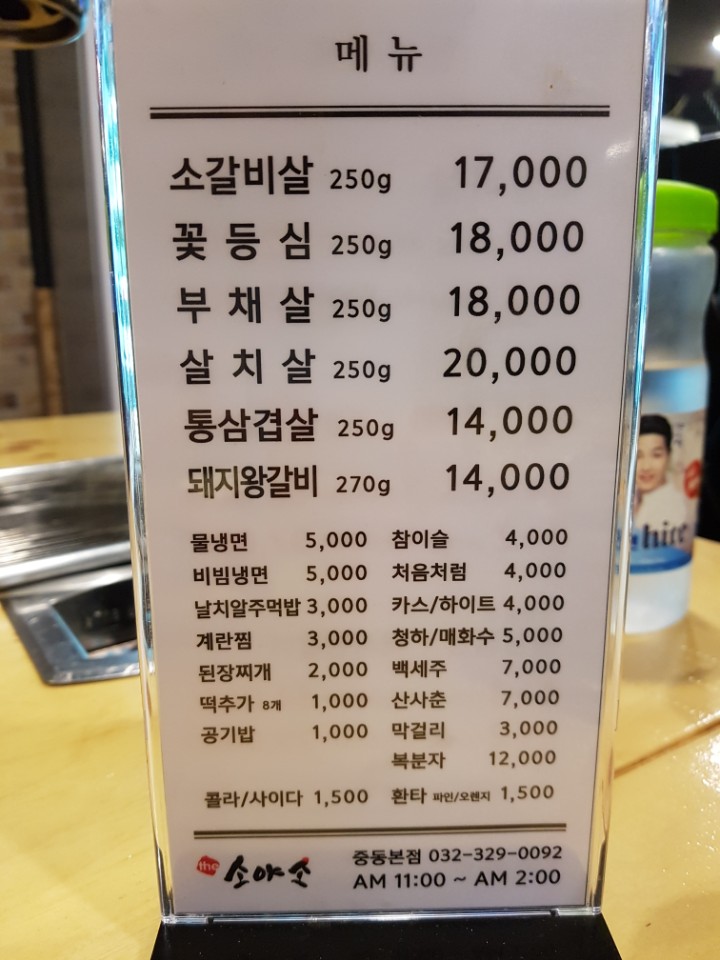 메뉴
소갈비살 250g 17,000
꽃등심 250g 18,000
부채살 250g 18,000
살치살 250g 20,000
통삼겹살 250g 14,000
돼지왕갈비 270g 14,000
물냉면 5,000 참이슬 4,000
비빔냉면 5,000 처음처럼 4,000
날치알주먹밥 3,000 카스/하이트 4,000
계란찜 3,000 청하/매화수 5,000
된장찌개 2,000 백세주 7,000
떡추가 8개 1,000 산사춘 7,000
공기밥 1,000 막걸리 3,000
복분자 12,000
콜라/사이다 1,500 환타 파인/오렌지 1,500
the 소야소 중동본점 032-329-0092
AM 11:00 ~ AM 2:00